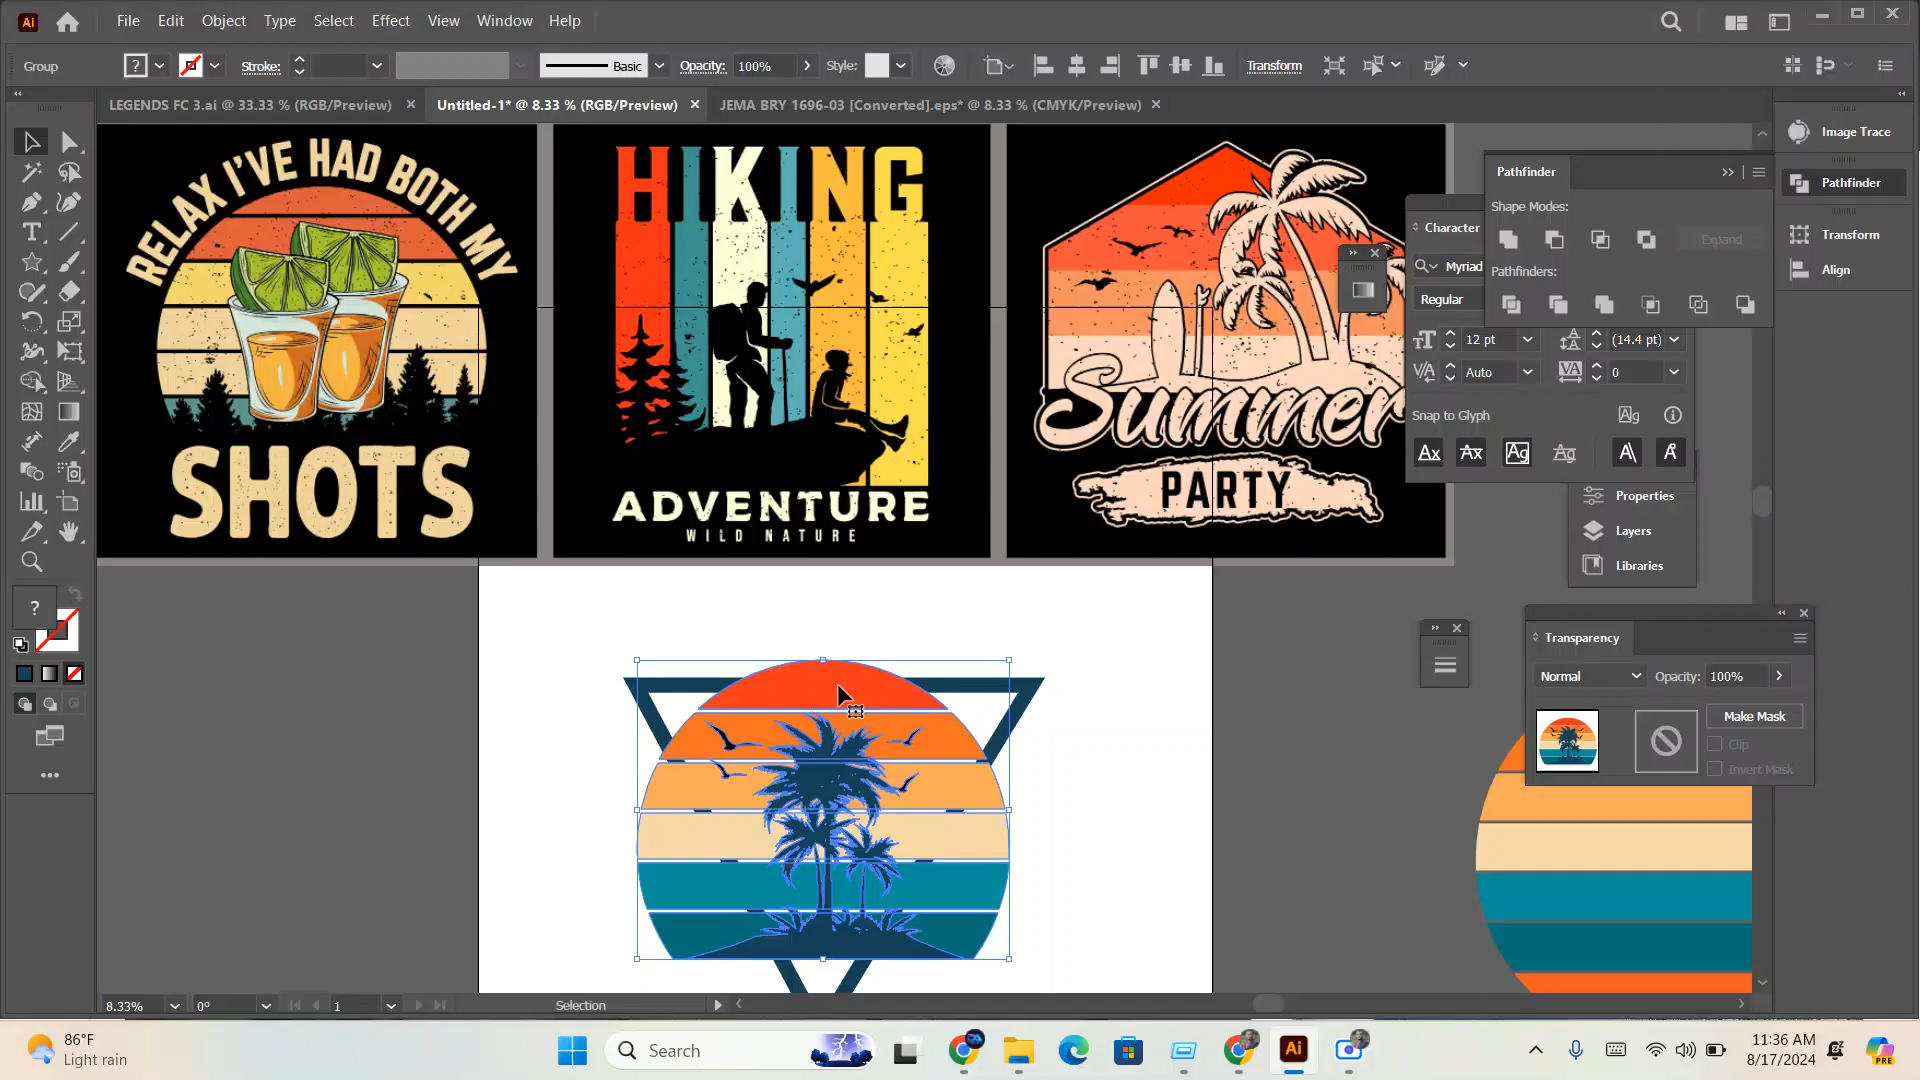 Ai File Edit Object Type Select Effect View Window Help
Group ? Stroke: Basic Opacity: 100% Style: Transform
LEGENDS FC 3.ai @ 33.33 % (RGB/Preview) Untitled-1* @ 8.33 % (RGB/Preview) JEMA BRY 1696-03 [Converted].eps* @ 8.33 % (CMYK/Preview)
RELAX I'VE HAD BOTH MY
SHOTS
HIKING
ADVENTURE
WILD NATURE
Summer
PARTY
Image Trace
Pathfinder
Transform
Align
Pathfinder
Shape Modes:
Expand
Pathfinders:
Character
Myriad
Regular
12 pt (14.4 pt)
Auto 0
Snap to Glyph
Properties
Layers
Libraries
Transparency
Normal Opacity: 100%
Make Mask
Clip
Invert Mask
?
8.33% 0° 1 Selection
86°F
Light rain
Search
Ai
11:36 AM
8/17/2024
PRE